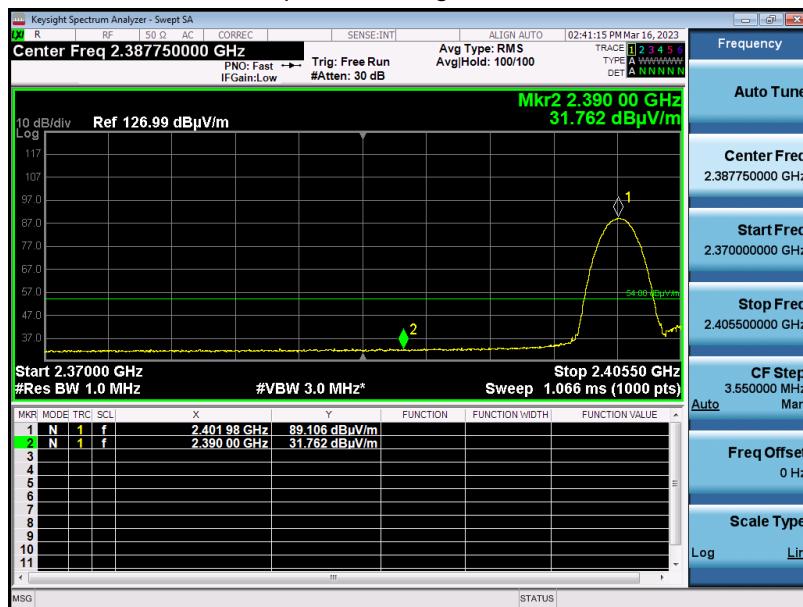 Keysight Spectrum Analyzer - Swept SA
LXI R RF 50 Ω AC CORREC SENSE:INT ALIGN AUTO 02:41:15 PM Mar 16, 2023
Center Freq 2.387750000 GHz
PNO: Fast
IFGain:Low
Trig: Free Run
#Atten: 30 dB
Avg Type: RMS
Avg|Hold: 100/100
TRACE 1 2 3 4 5 6
TYPE A WWWWW
DET A N N N N N
Mkr2 2.390 00 GHz
31.762 dBµV/m
10 dB/div Ref 126.99 dBµV/m
Log
117
107
97.0
87.0
77.0
67.0
57.0
47.0
37.0
1
2
54.00 dBµV/m
Start 2.37000 GHz Stop 2.40550 GHz
#Res BW 1.0 MHz #VBW 3.0 MHz* Sweep 1.066 ms (1000 pts)
MKR MODE TRC SCL X Y FUNCTION FUNCTION WIDTH FUNCTION VALUE
1 N 1 f 2.401 98 GHz 89.106 dBµV/m
2 N 1 f 2.390 00 GHz 31.762 dBµV/m
3
4
5
6
7
8
9
10
11
MSG STATUS
Frequency
Auto Tune
Center Freq
2.387750000 GHz
Start Freq
2.370000000 GHz
Stop Freq
2.405500000 GHz
CF Step
3.550000 MHz
Auto Man
Freq Offset
0 Hz
Scale Type
Log Lin